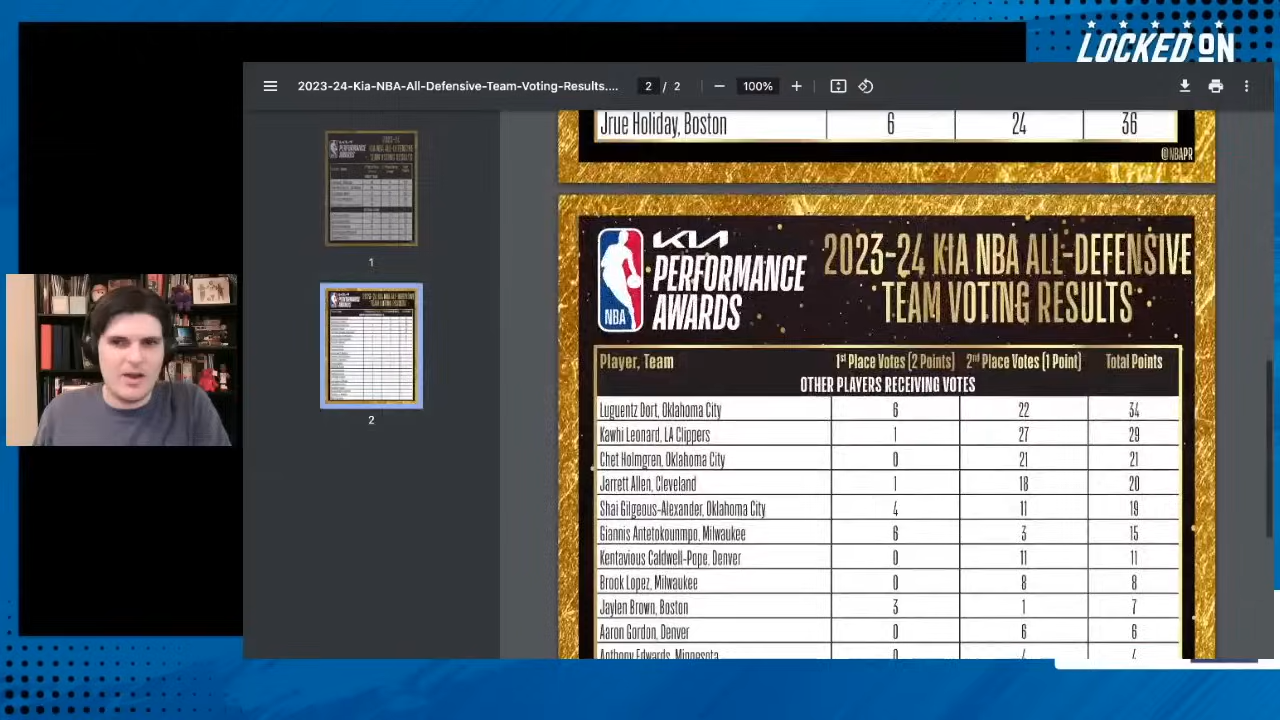 LOCKED ON
2023-24-Kia-NBA-All-Defensive-Team-Voting-Results....
2 / 2
100%
Jrue Holiday, Boston 6 24 36
@NBAPR
1
2
KIA
NBA
PERFORMANCE
AWARDS
2023-24 KIA NBA ALL-DEFENSIVE
TEAM VOTING RESULTS
Player, Team 1st Place Votes (2 Points) 2nd Place Votes (1 Point) Total Points
OTHER PLAYERS RECEIVING VOTES
Luguentz Dort, Oklahoma City 6 22 34
Kawhi Leonard, LA Clippers 1 27 29
Chet Holmgren, Oklahoma City 0 21 21
Jarrett Allen, Cleveland 1 18 20
Shai Gilgeous-Alexander, Oklahoma City 4 11 19
Giannis Antetokounmpo, Milwaukee 6 3 15
Kentavious Caldwell-Pope, Denver 0 11 11
Brook Lopez, Milwaukee 0 8 8
Jaylen Brown, Boston 3 1 7
Aaron Gordon, Denver 0 6 6
Anthony Edwards, Minnesota 0 4 4